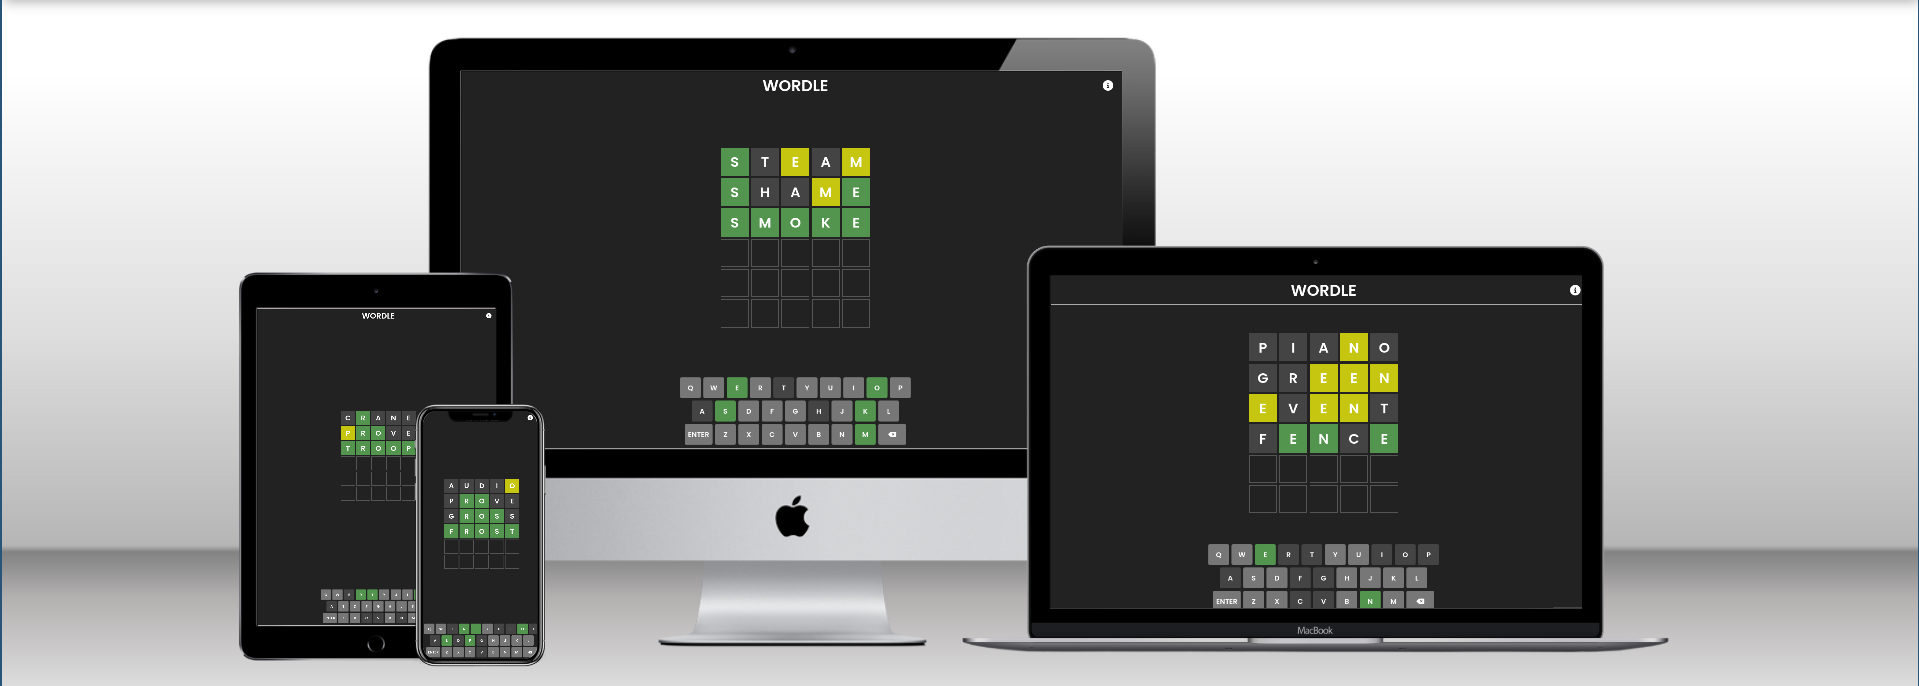 WORDLE
S T E A M
S H A M E
S M O K E
Q W E R T Y U I O P
A S D F G H J K L
ENTER Z X C V B N M
WORDLE
P I A N O
G R E E N
E V E N T
F E N C E
Q W E R T Y U I O P
A S D F G H J K L
ENTER Z X C V B N M
MacBook
WORDLE
C R A N E
P R O V E
T R O O P
A U D I O
P R O V E
G R O S S
F R O S T